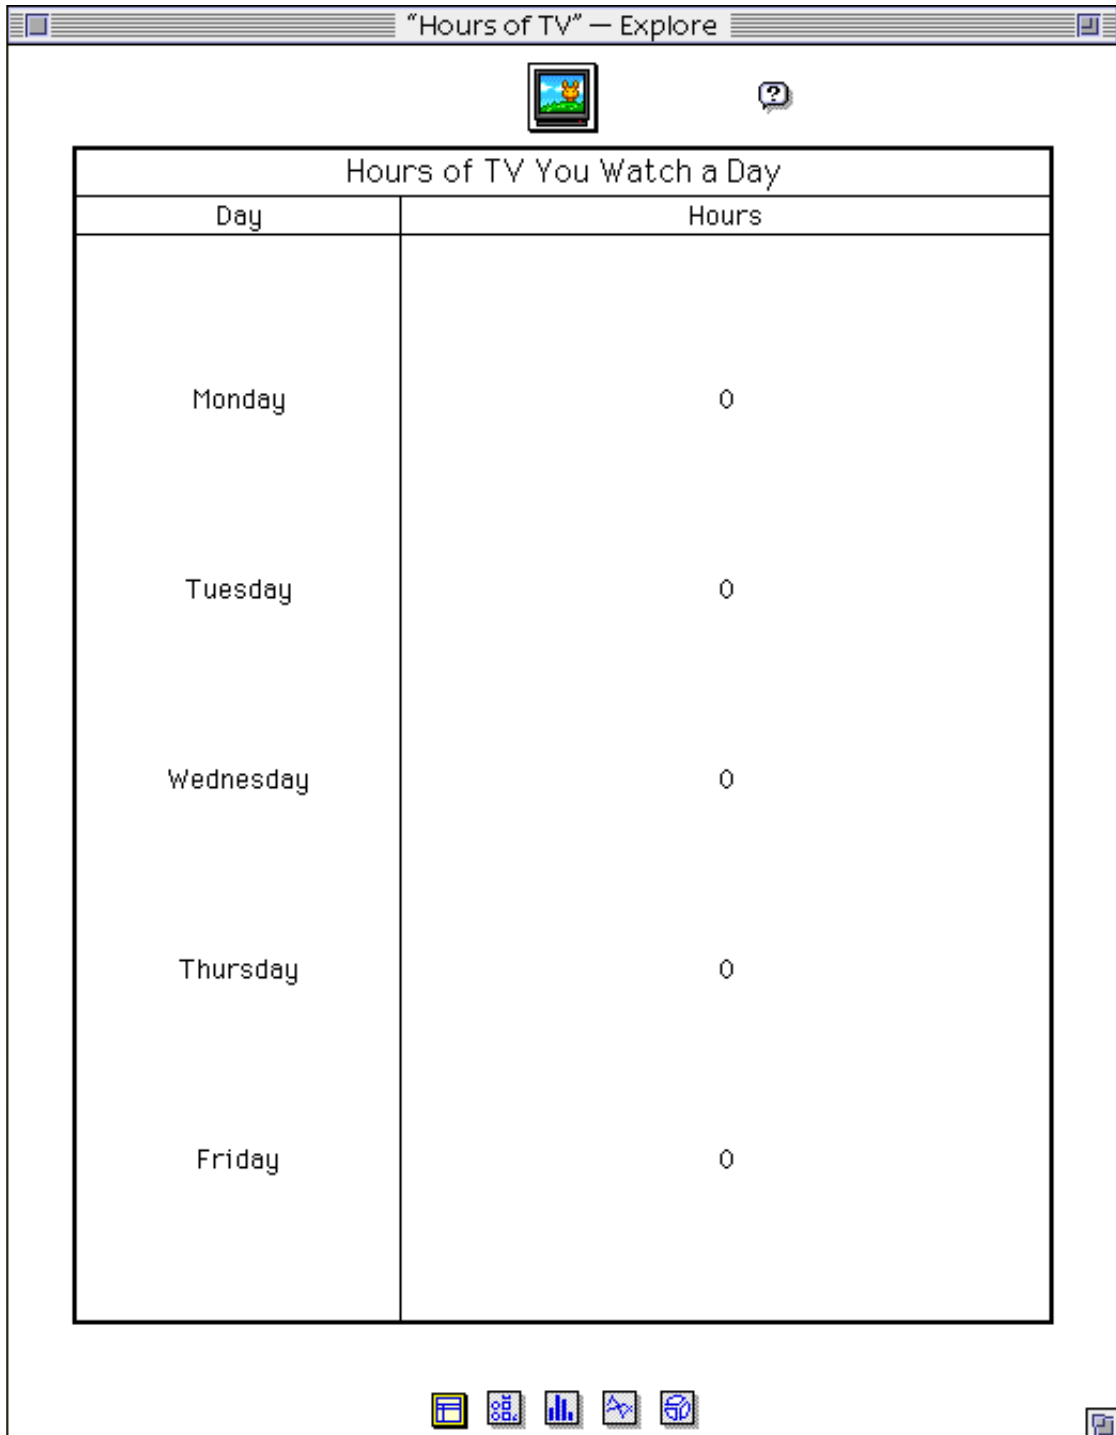 “Hours of TV” — Explore
?
Hours of TV You Watch a Day
Day Hours
Monday 0
Tuesday 0
Wednesday 0
Thursday 0
Friday 0